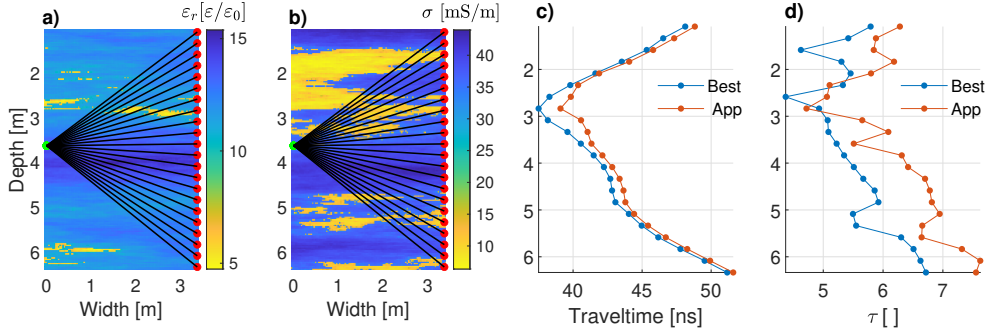 a) εr[ε/ε0]
15
10
5
2
3
4
5
6
Depth [m]
0 1 2 3
Width [m]
b) σ [mS/m]
40
35
30
25
20
15
10
2
3
4
5
6
0 1 2 3
Width [m]
c)
2
3
4
5
6
Best
App
40 45 50
Traveltime [ns]
d)
2
3
4
5
6
Best
App
5 6 7
τ [ ]